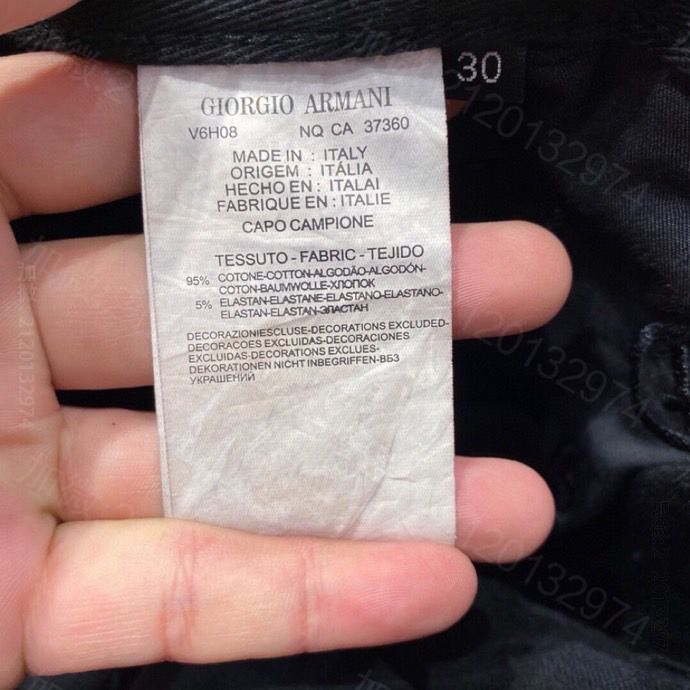 30
GIORGIO ARMANI
V6H08 NQ CA 37360
MADE IN : ITALY
ORIGEM : ITÁLIA
HECHO EN : ITALAI
FABRIQUE EN : ITALIE
CAPO CAMPIONE
TESSUTO - FABRIC - TEJIDO
95% COTONE-COTTON-ALGODÃO-ALGODÓN-
COTON-BAUMWOLLE-ХЛОПОК
5% ELASTAN-ELASTANE-ELASTANO-ELASTANO-
ELASTAN-ELASTAN-ЭЛАСТАН
DECORAZIONIESCLUSE-DECORATIONS EXCLUDED-
DECORACOES EXCLUIDAS-DECORACIONES
EXCLUIDAS-DECORATIONS EXCLUES-
DEKORATIONEN NICHT INBEGRIFFEN-ВБЗ
УКРАШЕНИЙ
2120132974